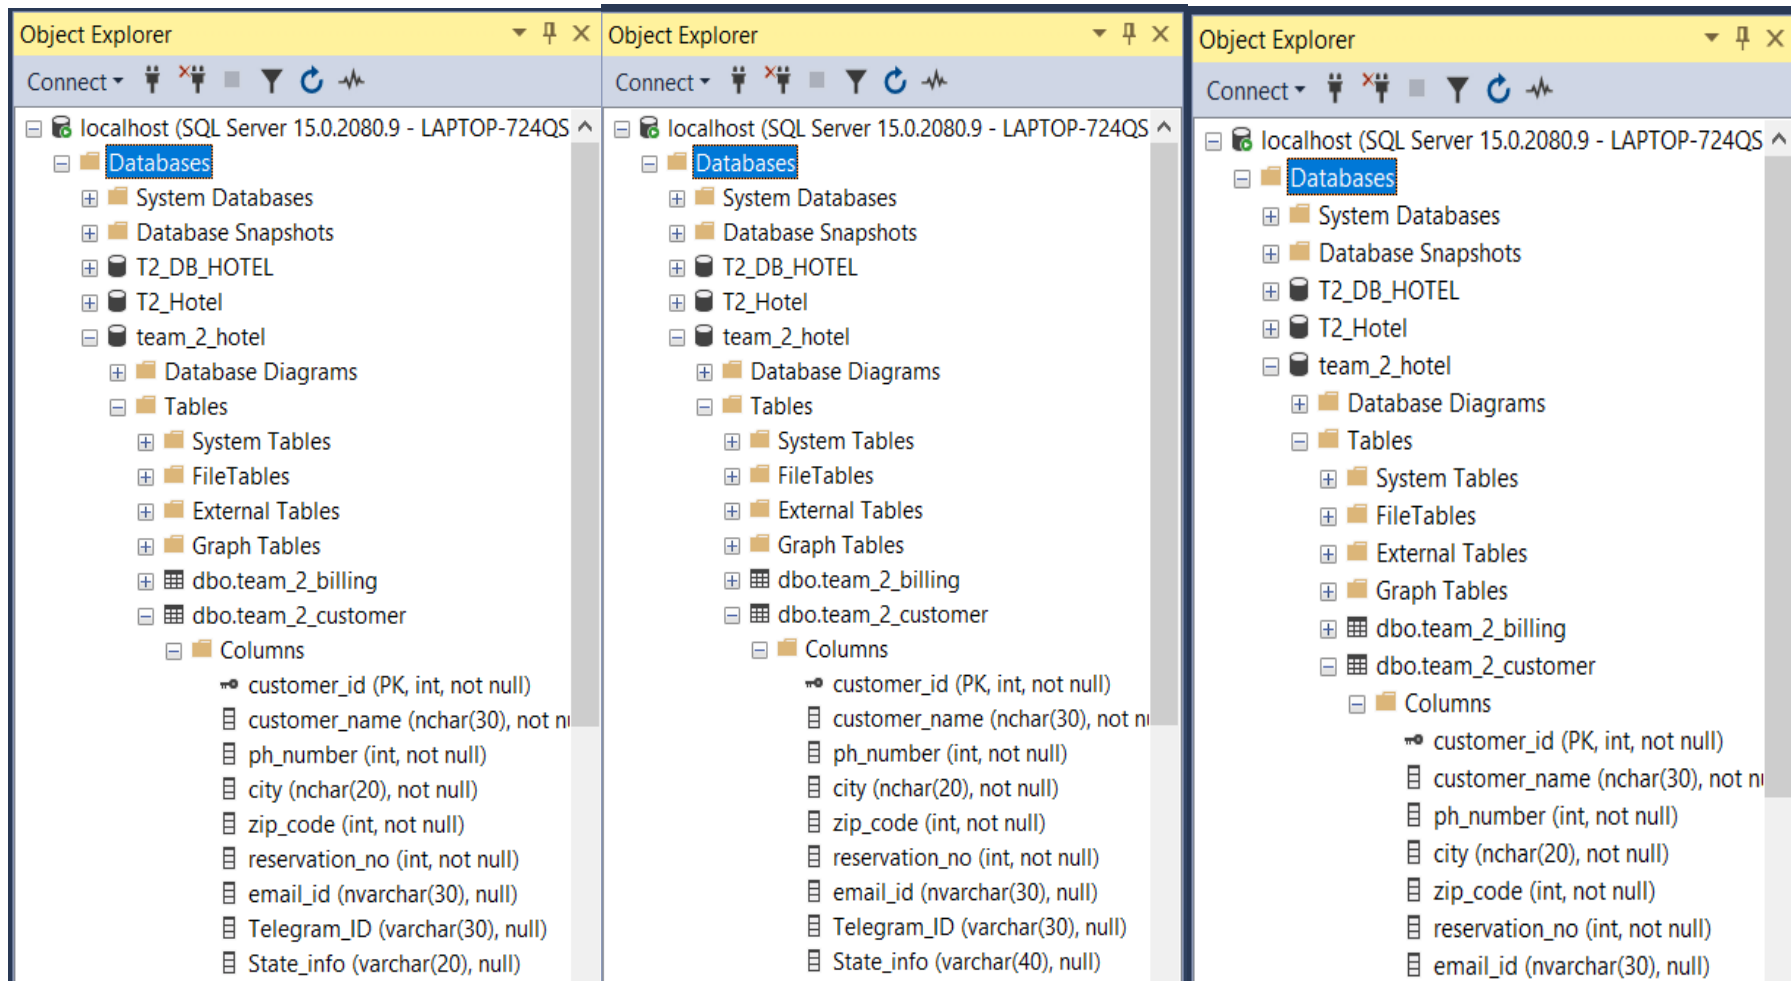 Object Explorer
Connect
localhost (SQL Server 15.0.2080.9 - LAPTOP-724QS
Databases
System Databases
Database Snapshots
T2_DB_HOTEL
T2_Hotel
team_2_hotel
Database Diagrams
Tables
System Tables
FileTables
External Tables
Graph Tables
dbo.team_2_billing
dbo.team_2_customer
Columns
customer_id (PK, int, not null)
customer_name (nchar(30), not nu
ph_number (int, not null)
city (nchar(20), not null)
zip_code (int, not null)
reservation_no (int, not null)
email_id (nvarchar(30), null)
Telegram_ID (varchar(30), null)
State_info (varchar(20), null)
Object Explorer
Connect
localhost (SQL Server 15.0.2080.9 - LAPTOP-724QS
Databases
System Databases
Database Snapshots
T2_DB_HOTEL
T2_Hotel
team_2_hotel
Database Diagrams
Tables
System Tables
FileTables
External Tables
Graph Tables
dbo.team_2_billing
dbo.team_2_customer
Columns
customer_id (PK, int, not null)
customer_name (nchar(30), not nu
ph_number (int, not null)
city (nchar(20), not null)
zip_code (int, not null)
reservation_no (int, not null)
email_id (nvarchar(30), null)
Telegram_ID (varchar(30), null)
State_info (varchar(40), null)
Object Explorer
Connect
localhost (SQL Server 15.0.2080.9 - LAPTOP-724QS
Databases
System Databases
Database Snapshots
T2_DB_HOTEL
T2_Hotel
team_2_hotel
Database Diagrams
Tables
System Tables
FileTables
External Tables
Graph Tables
dbo.team_2_billing
dbo.team_2_customer
Columns
customer_id (PK, int, not null)
customer_name (nchar(30), not nu
ph_number (int, not null)
city (nchar(20), not null)
zip_code (int, not null)
reservation_no (int, not null)
email_id (nvarchar(30), null)